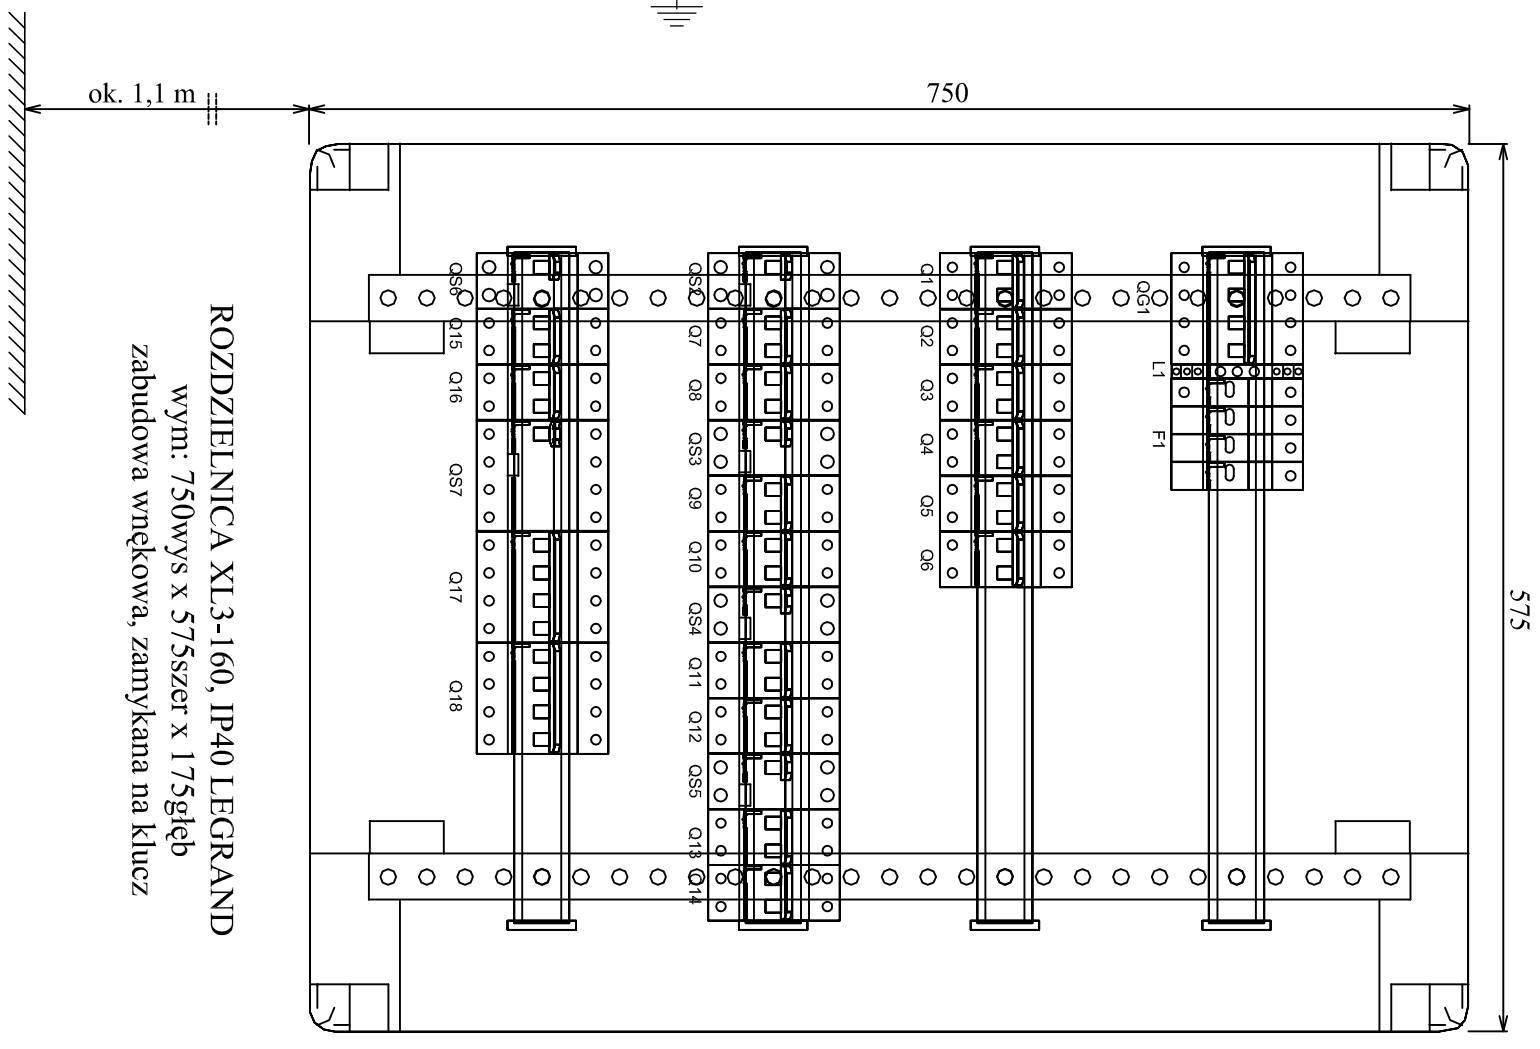 ok. 1,1 m
750
575
QG1
L1
F1
Q1
Q2
Q3
Q4
Q5
Q6
QS2
Q7
Q8
QS3
Q9
Q10
QS4
Q11
Q12
QS5
Q13
Q14
QS6
Q15
Q16
QS7
Q17
Q18
ROZDZIELNICA XL3-160, IP40 LEGRAND
wym: 750wys x 575szer x 175głęb
zabudowa wnękowa, zamykana na klucz